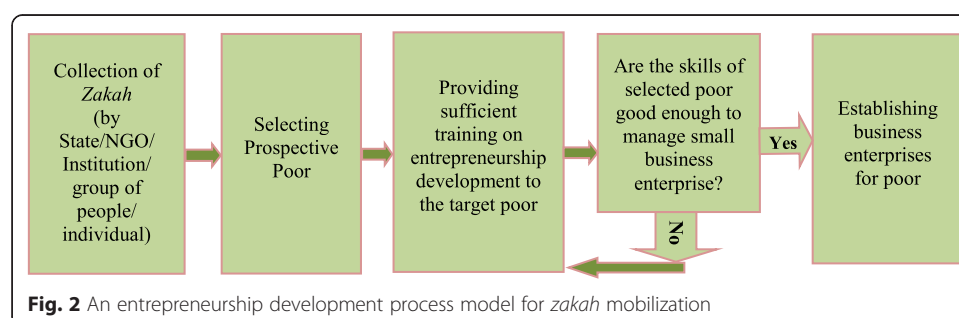 Collection of
Zakah
(by
State/NGO/
Institution/
group of
people/
individual)
Selecting
Prospective
Poor
Providing
sufficient
training on
entrepreneurship
development to
the target poor
Are the skills of
selected poor
good enough to
manage small
business
enterprise?
Yes
No
Establishing
business
enterprises
for poor
Fig. 2 An entrepreneurship development process model for zakah mobilization